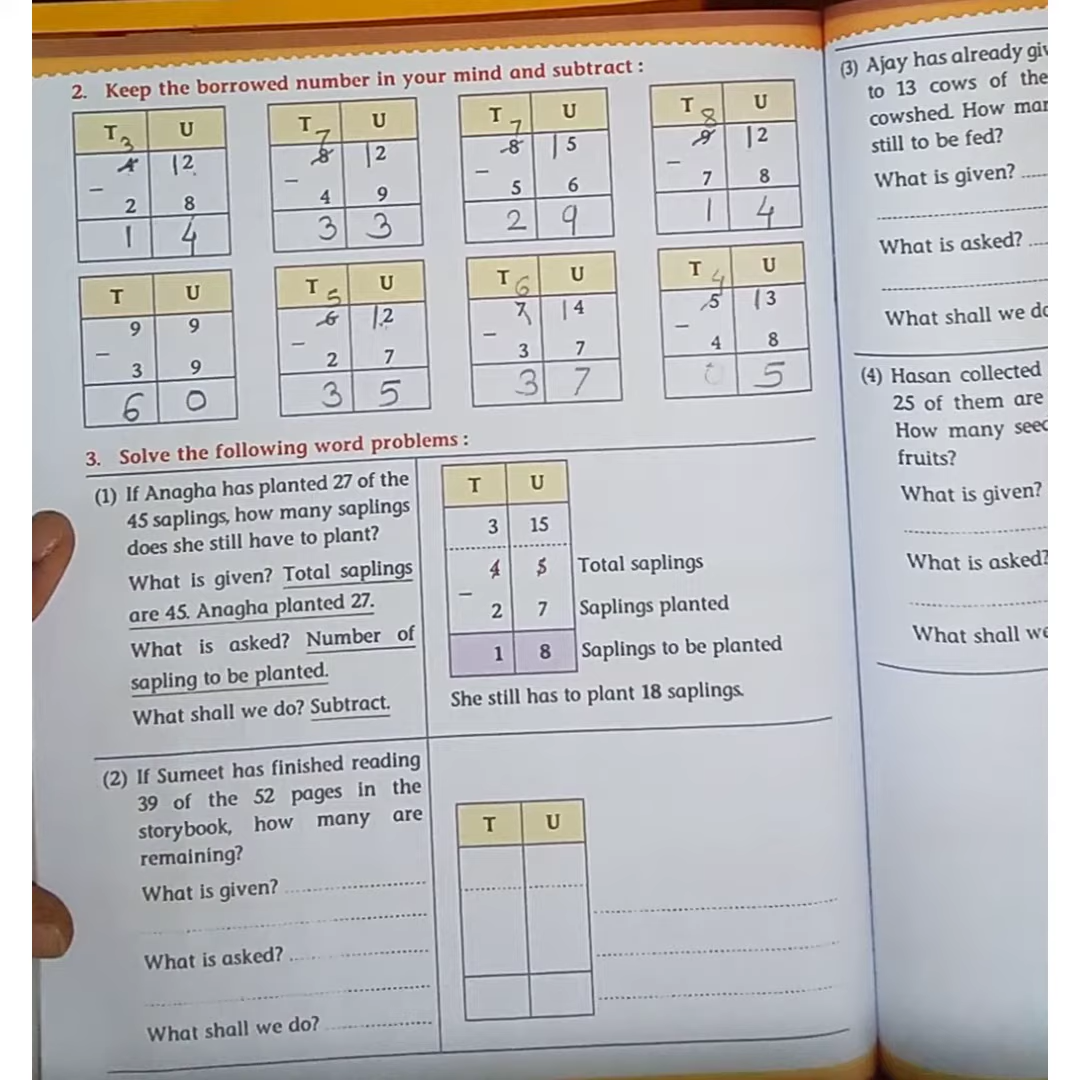 2. Keep the borrowed number in your mind and subtract :
T U
3
4 12
− 2 8
1 4
T U
7
8 12
− 4 9
3 3
T U
7
8 15
− 5 6
2 9
T U
8
9 12
− 7 8
1 4
T U
9 9
− 3 9
6 0
T U
5
6 12
− 2 7
3 5
T U
6
7 14
− 3 7
3 7
T U
4
5 13
− 4 8
0 5
3. Solve the following word problems :
(1) If Anagha has planted 27 of the
45 saplings, how many saplings
does she still have to plant?
What is given? Total saplings
are 45. Anagha planted 27.
What is asked? Number of
sapling to be planted.
What shall we do? Subtract.
T U
3 15
4 5 Total saplings
− 2 7 Saplings planted
1 8 Saplings to be planted
She still has to plant 18 saplings.
(2) If Sumeet has finished reading
39 of the 52 pages in the
storybook, how many are
remaining?
What is given?
What is asked?
What shall we do?
T U
(3) Ajay has already
to 13 cows of the
cowshed. How
still to be fed?
What is given?
What is asked?
What shall we
(4) Hasan collected
25 of them are
How many
fruits?
What is given?
What is asked?
What shall